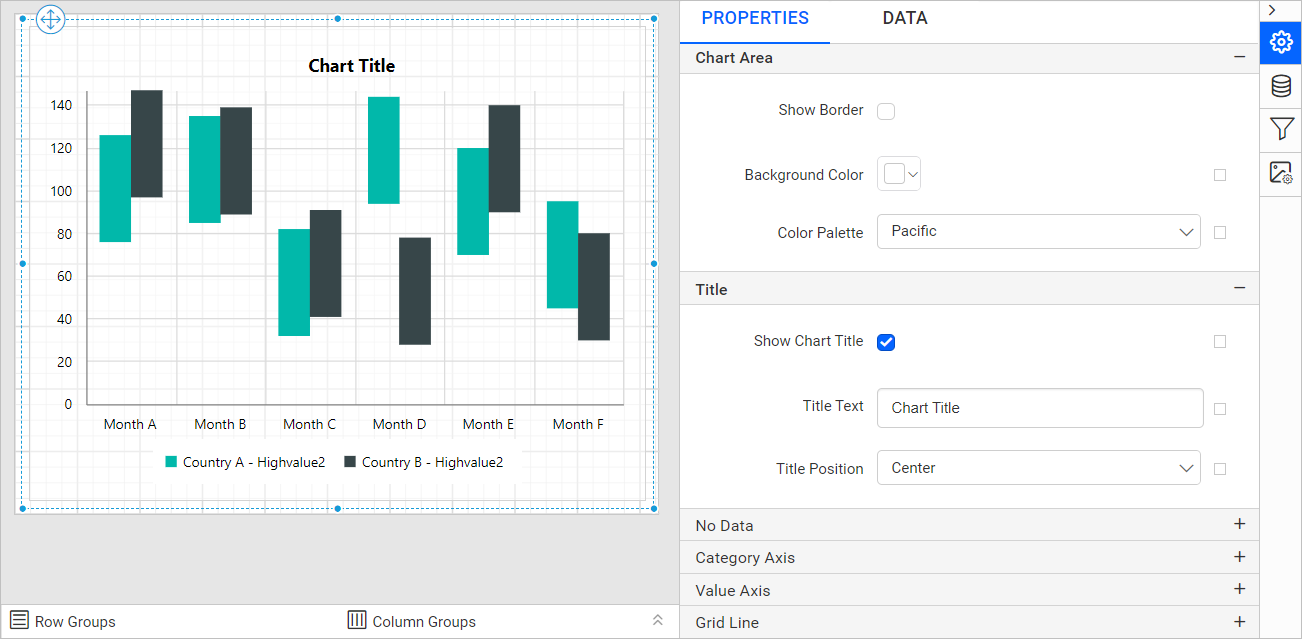 Chart Title
140
120
100
80
60
40
20
0
Month A Month B Month C Month D Month E Month F
Country A - Highvalue2 Country B - Highvalue2
Row Groups Column Groups
PROPERTIES DATA
Chart Area
Show Border
Background Color
Color Palette Pacific
Title
Show Chart Title
Title Text Chart Title
Title Position Center
No Data
Category Axis
Value Axis
Grid Line